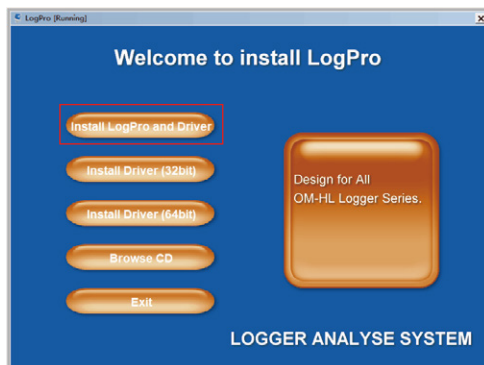 LogPro [Running]
Welcome to install LogPro
Install LogPro and Driver
Install Driver (32bit)
Install Driver (64bit)
Browse CD
Exit
Design for All
OM-HL Logger Series.
LOGGER ANALYSE SYSTEM